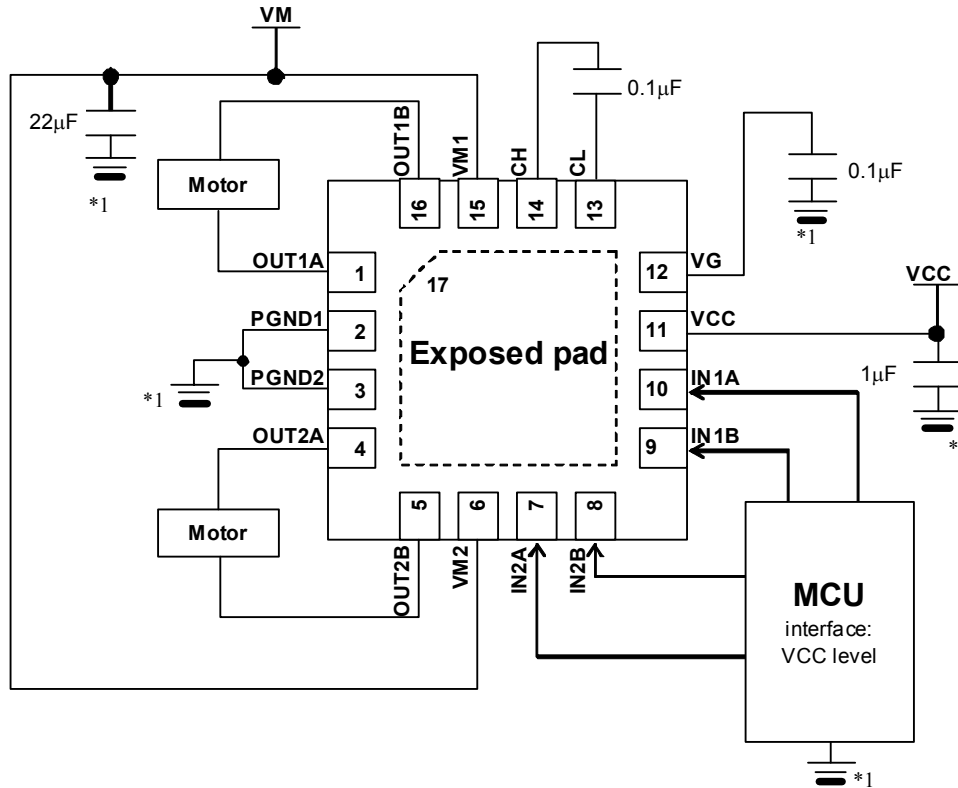 VM
22μF
*1
Motor
OUT1B
VM1
CH
CL
0.1μF
0.1μF
*1
16
15
14
13
OUT1A
1
17
12
VG
VCC
PGND1
2
Exposed pad
11
VCC
*1
PGND2
3
10
IN1A
1μF
*
OUT2A
4
9
IN1B
Motor
5
6
7
8
OUT2B
VM2
IN2A
IN2B
MCU
interface:
VCC level
*1